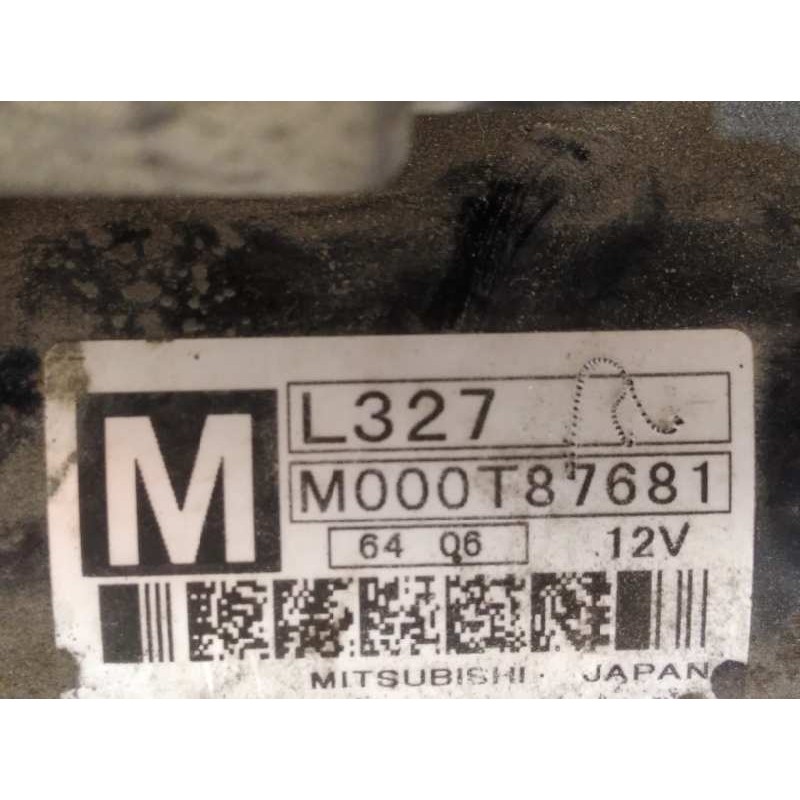 M
L327
M000T87681
64 06
12V
MITSUBISHI JAPAN